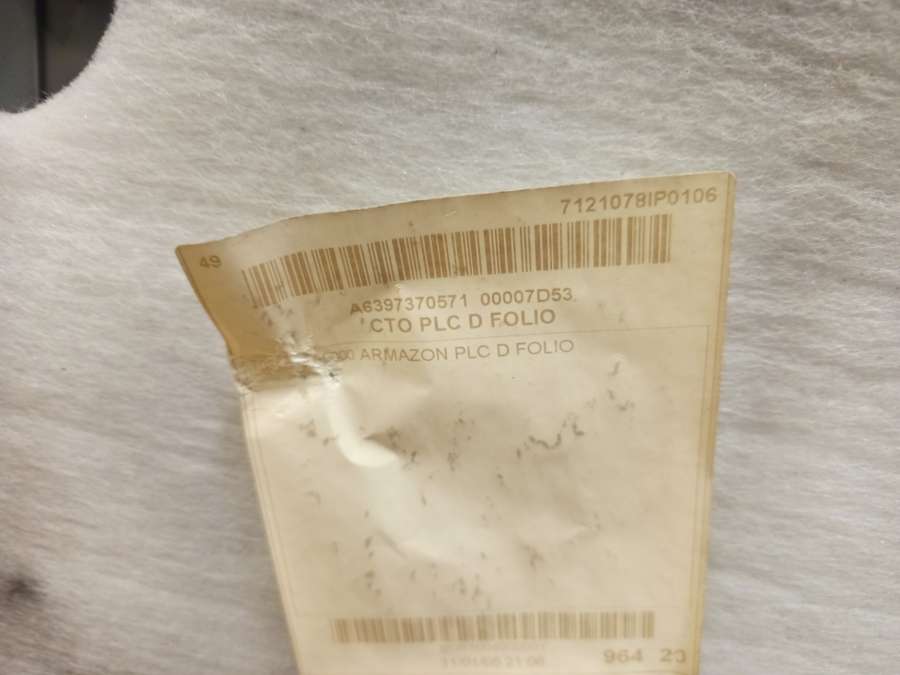 7121078IP0106
49
A6397370571 00007D53
CTO PLC D FOLIO
ARMAZON PLC D FOLIO
964 23